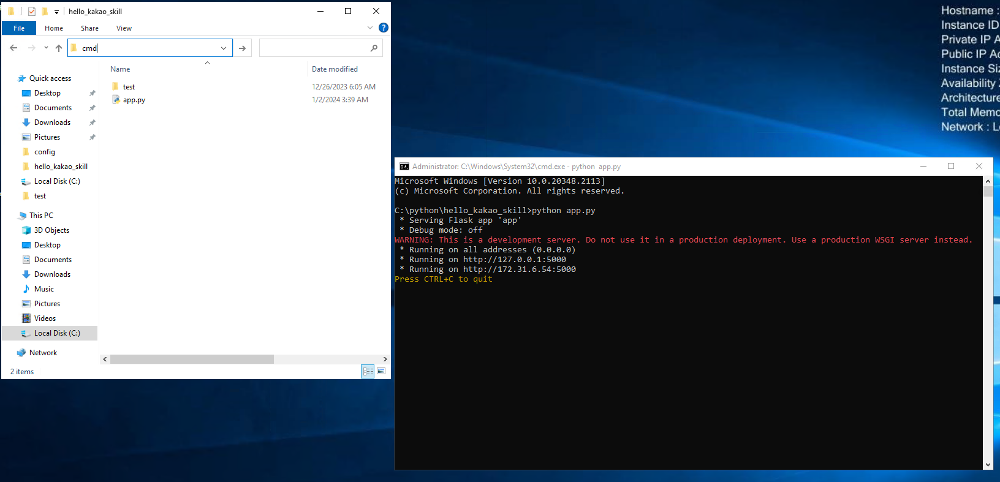 hello_kakao_skill
File Home Share View
cmd
Name Date modified
test 12/26/2023 6:05 AM
app.py 1/2/2024 3:39 AM
Quick access
Desktop
Documents
Downloads
Pictures
config
hello_kakao_skill
Local Disk (C:)
test
This PC
3D Objects
Desktop
Documents
Downloads
Music
Pictures
Videos
Local Disk (C:)
Network
2 items
Hostname :
Instance ID
Private IP A
Public IP Ad
Instance Siz
Availability
Architecture
Total Memo
Network : L
Administrator: C:\Windows\System32\cmd.exe - python  app.py
Microsoft Windows [Version 10.0.20348.2113]
(c) Microsoft Corporation. All rights reserved.
C:\python\hello_kakao_skill>python app.py
 * Serving Flask app 'app'
 * Debug mode: off
WARNING: This is a development server. Do not use it in a production deployment. Use a production WSGI server instead.
 * Running on all addresses (0.0.0.0)
 * Running on http://127.0.0.1:5000
 * Running on http://172.31.6.54:5000
Press CTRL+C to quit